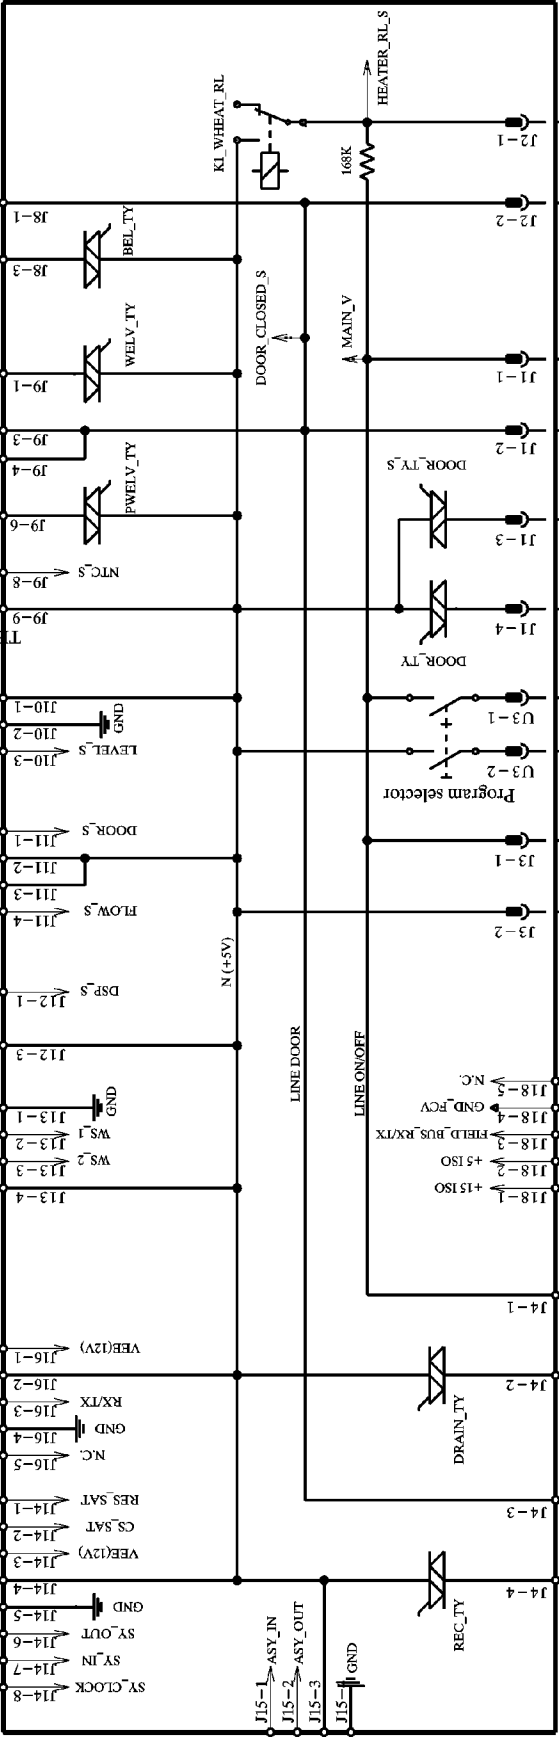 HEATER_RL_S
K1_WHEAT_RL
168K
J2-1
J8-1
J2-2
BEL_TY
J8-3
DOOR_CLOSED_S
MAIN_V
WELV_TY
J9-1
J1-1
J9-3
J1-2
J9-4
DOOR_TY_S
PWELV_TY
J9-6
J1-3
NTC_S
J9-8
J9-9
J1-4
DOOR_TY
J10-1
U3-1
GND
J10-2
LEVEL_S
J10-3
U3-2
Program selector
DOOR_S
J11-1
J11-2
J3-1
J11-3
FLOW_S
J11-4
J3-2
N (+5V)
DSP_S
J12-1
J12-3
LINE DOOR
LINE ON/OFF
N.C.
J18-5
GND
J13-1
GND_FCV
J18-4
WS_1
J13-2
FIELD_BUS_RX/TX
J18-3
WS_2
J13-3
+5 ISO
J18-2
J13-4
+15 ISO
J18-1
J4-1
VEE(12V)
J16-1
J16-2
J4-2
RX/TX
J16-3
GND
J16-4
DRAIN_TY
N.C.
J16-5
RES_SAT
J14-1
J4-3
CS_SAT
J14-2
VEE(12V)
J14-3
J14-4
J4-4
GND
J14-5
REC_TY
SY_OUT
J14-6
SY_IN
J14-7
SY_CLOCK
J14-8
ASY_IN
ASY_OUT
GND
J15-1
J15-2
J15-3